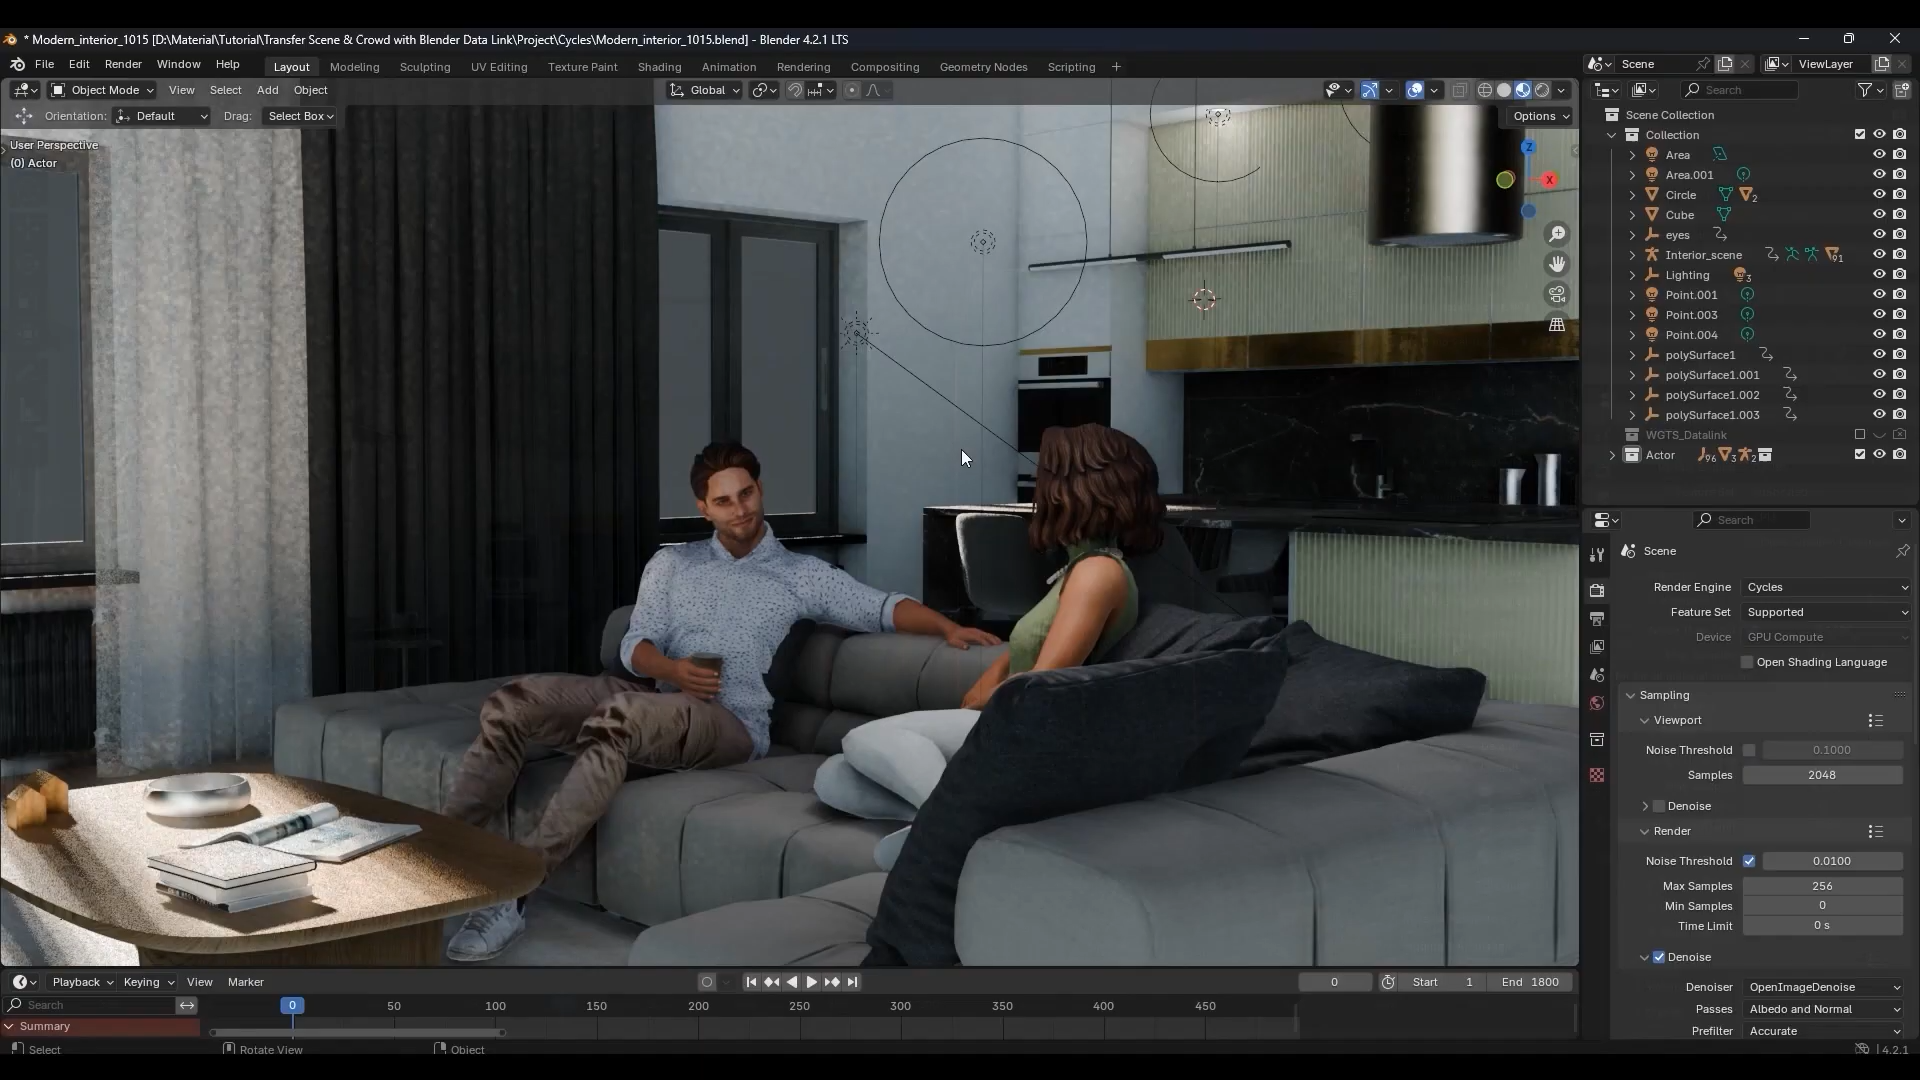 * Modern_interior_1015 [D:\Material\Tutorial\Transfer Scene & Crowd with Blender Data Link\Project\Cycles\Modern_interior_1015.blend] - Blender 4.2.1 LTS
File Edit Render Window Help Layout Modeling Sculpting UV Editing Texture Paint Shading Animation Rendering Compositing Geometry Nodes Scripting + Scene ViewLayer
Object Mode View Select Add Object Global Search
Orientation: Default Drag: Select Box Options
User Perspective
(0) Actor
Z
X
Scene Collection
Collection
Area
Area.001
Circle 2
Cube
eyes
Interior_scene 91
Lighting 3
Point.001
Point.003
Point.004
polySurface1
polySurface1.001
polySurface1.002
polySurface1.003
WGTS_Datalink
Actor 96 3 2
Search
Scene
Render Engine Cycles
Feature Set Supported
Device GPU Compute
Open Shading Language
Sampling
Viewport
Noise Threshold 0.1000
Samples 2048
Denoise
Render
Noise Threshold 0.0100
Max Samples 256
Min Samples 0
Time Limit 0 s
Denoise
Denoiser OpenImageDenoise
Passes Albedo and Normal
Prefilter Accurate
Playback Keying View Marker 0 Start 1 End 1800
Search 0 50 100 150 200 250 300 350 400 450
Summary
Select Rotate View Object 4.2.1